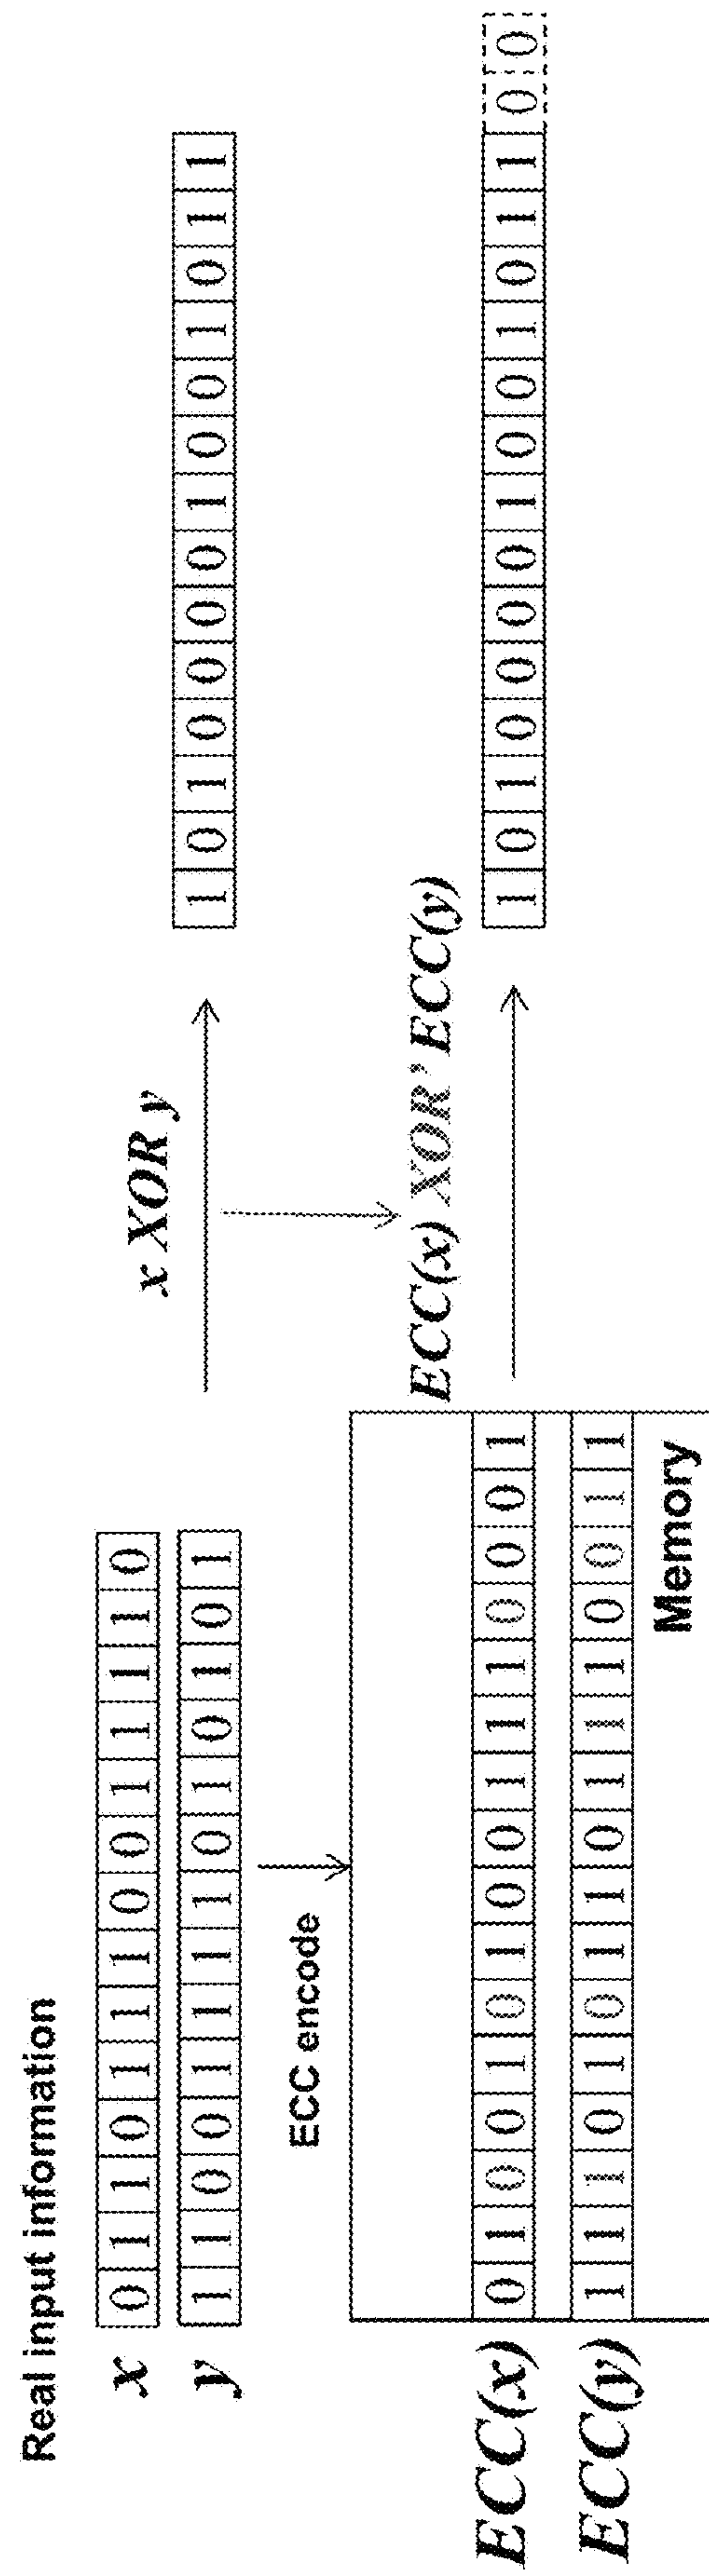 Real input information
x 0 1 1 0 1 1 1 0 0 1 1 1 1 0
y 1 1 0 0 1 1 1 1 0 1 0 1 0 1
x XOR y
1 0 1 0 0 0 0 1 0 0 1 0 1 1
ECC encode
ECC(x) XOR' ECC(y)
ECC(x) 0 1 0 0 1 0 1 0 0 1 1 1 0 0 0 1
1 0 1 0 0 0 0 1 0 0 1 0 1 1 0 0
ECC(y) 1 1 1 0 1 0 1 1 0 1 1 1 0 0 1 1
Memory